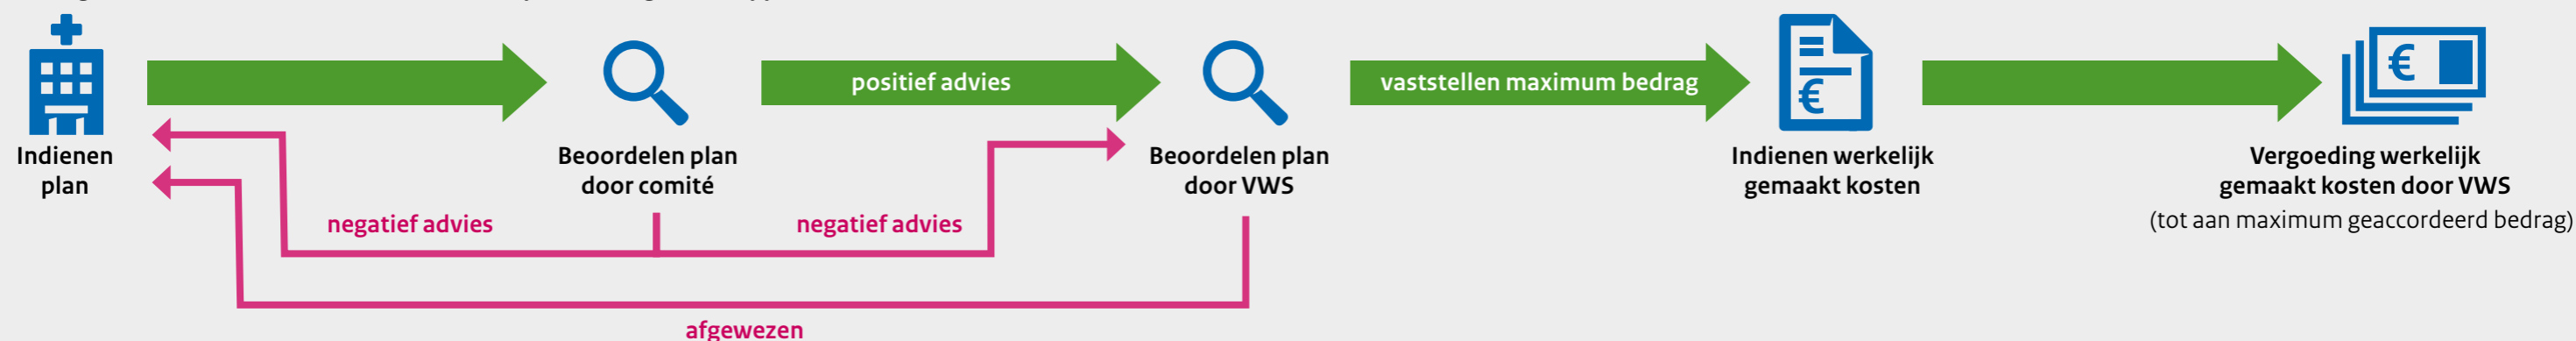 positief advies
vaststellen maximum bedrag
€
€
Indienen
plan
Beoordelen plan
door comité
Beoordelen plan
door VWS
Indienen werkelijk
gemaakt kosten
Vergoeding werkelijk
gemaakt kosten door VWS
(tot aan maximum geaccordeerd bedrag)
negatief advies
negatief advies
afgewezen